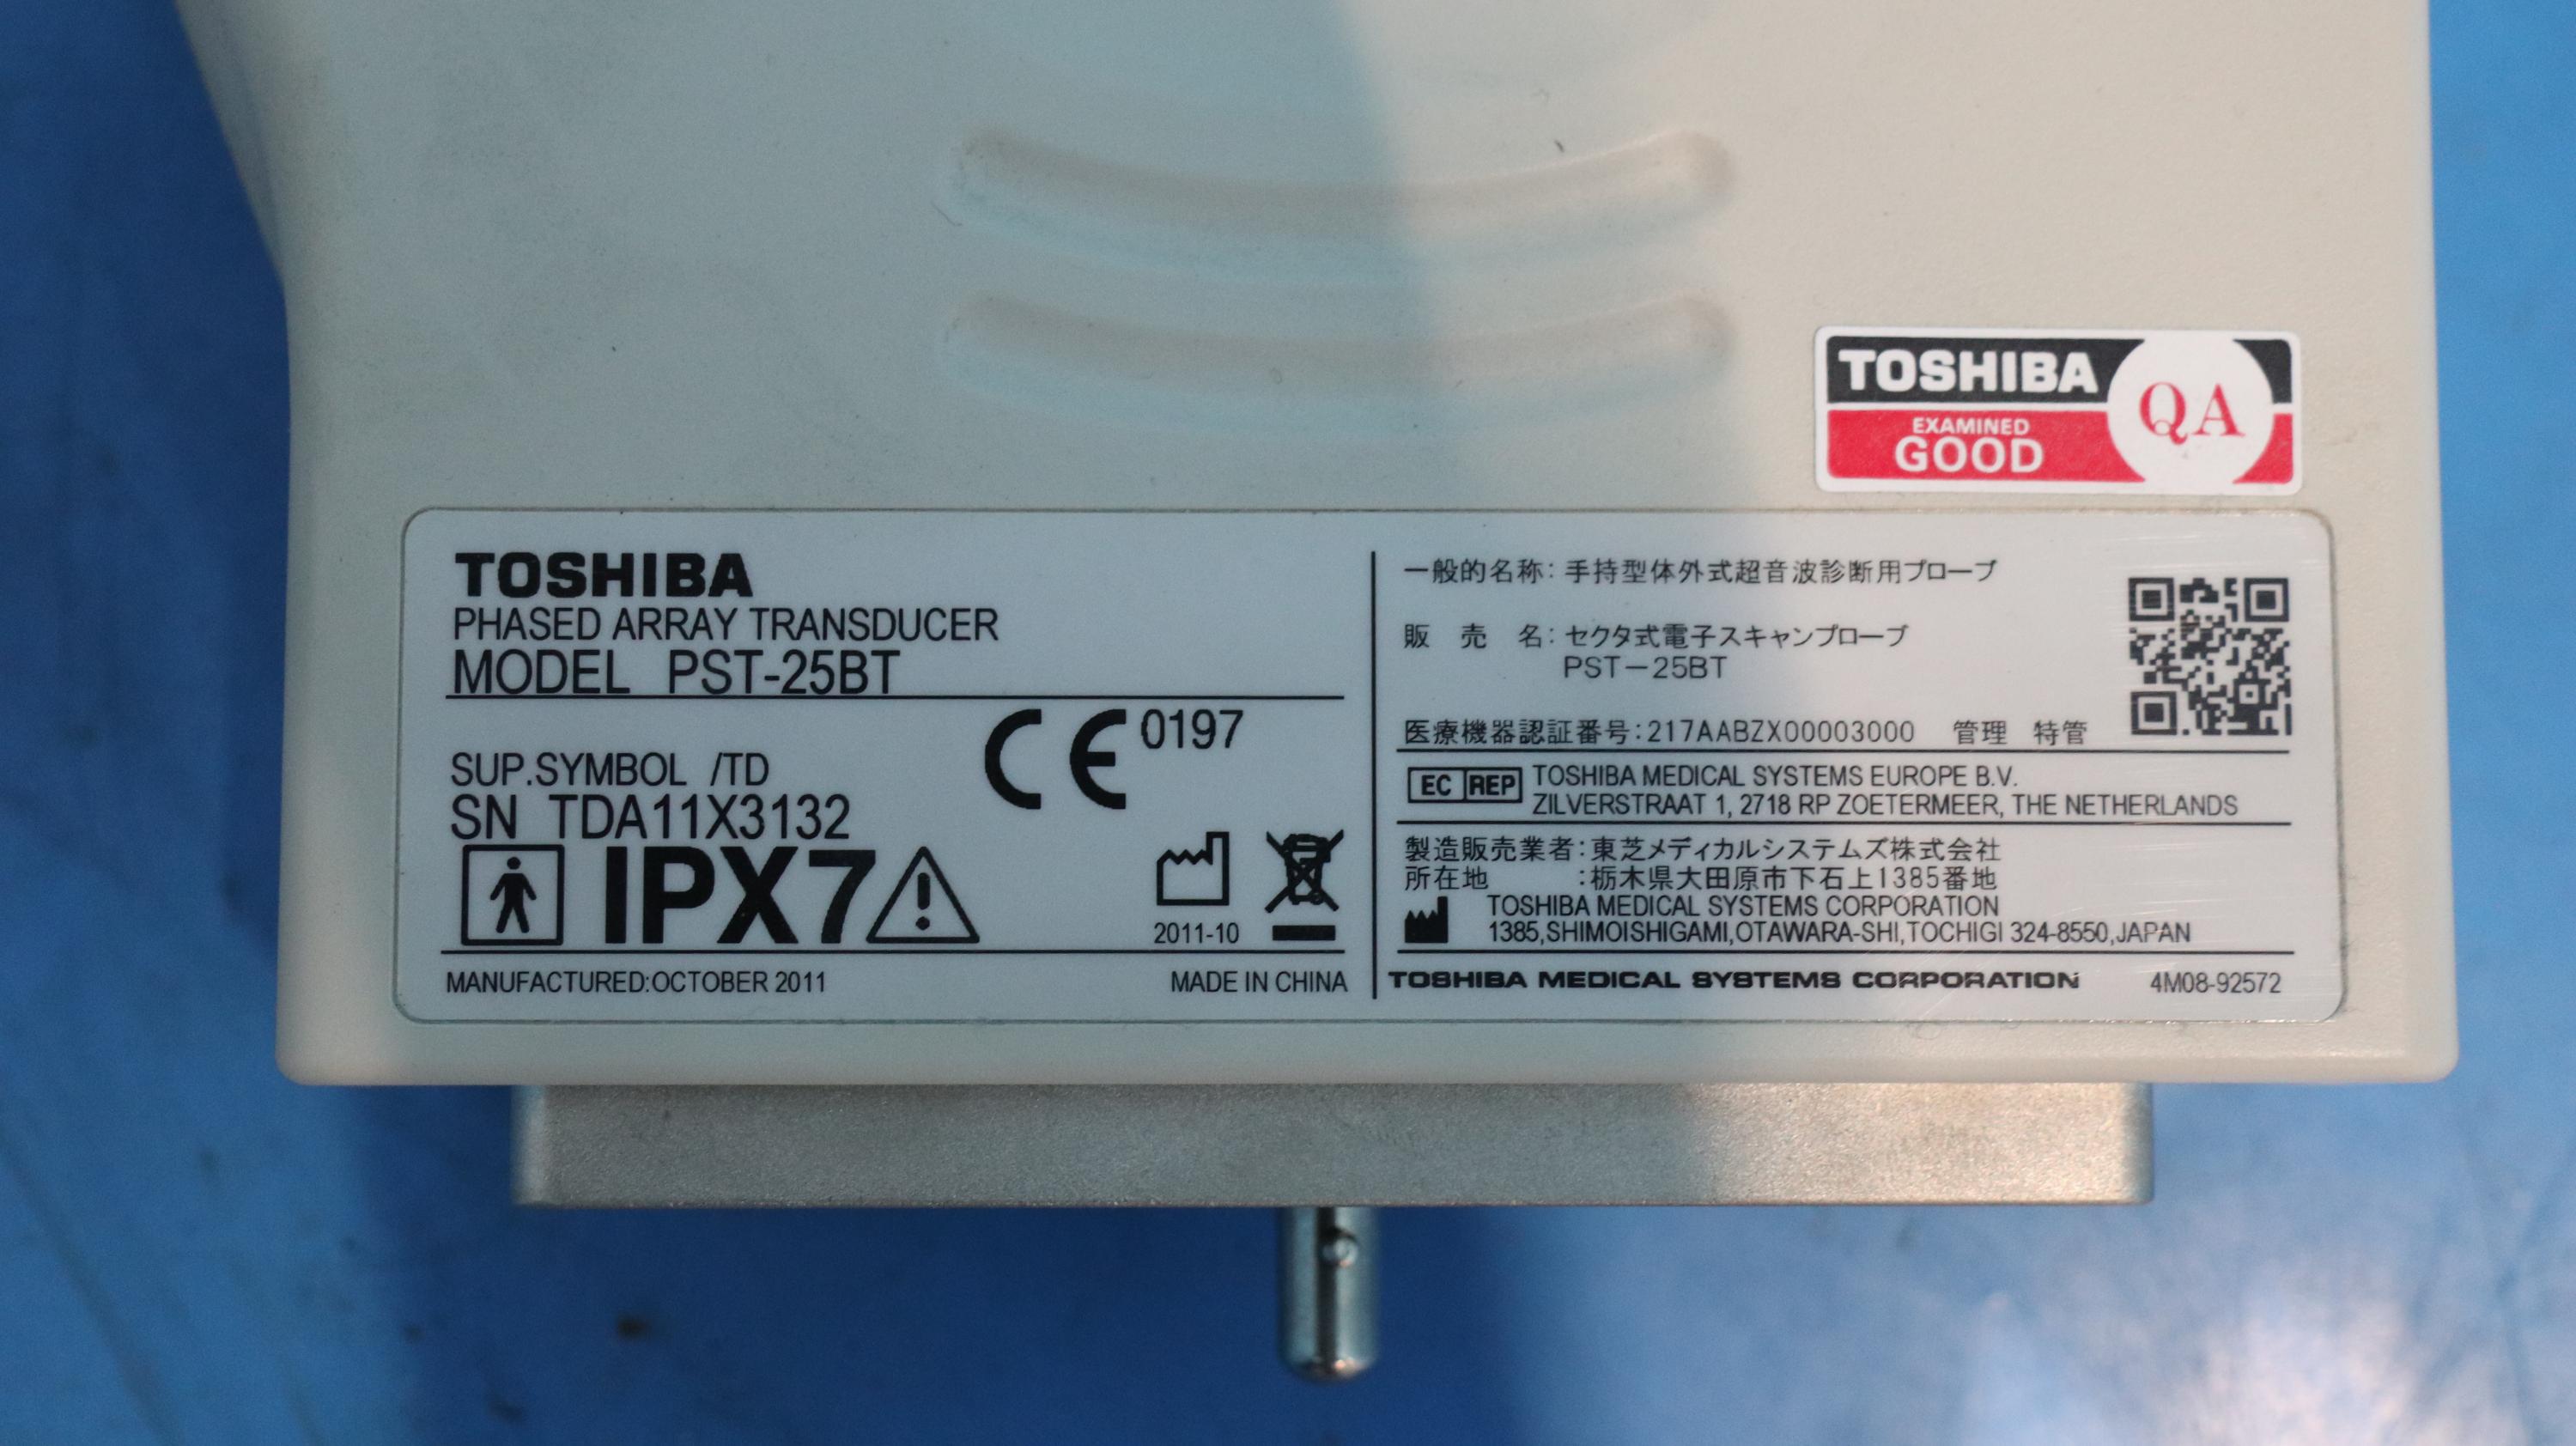 TOSHIBA
EXAMINED
GOOD
QA
TOSHIBA
PHASED ARRAY TRANSDUCER
MODEL PST-25BT
CE 0197
SUP.SYMBOL /TD
SN TDA11X3132
IPX7
2011-10
MANUFACTURED:OCTOBER 2011
MADE IN CHINA
一般的名称:手持型体外式超音波診断用プローブ
販 売 名:セクタ式電子スキャンプローブ
PST-25BT
医療機器認証番号:217AABZX00003000 管理 特管
EC REP TOSHIBA MEDICAL SYSTEMS EUROPE B.V.
ZILVERSTRAAT 1, 2718 RP ZOETERMEER, THE NETHERLANDS
製造販売業者:東芝メディカルシステムズ株式会社
所在地 :栃木県大田原市下石上1385番地
TOSHIBA MEDICAL SYSTEMS CORPORATION
1385,SHIMOISHIGAMI,OTAWARA-SHI,TOCHIGI 324-8550,JAPAN
TOSHIBA MEDICAL SYSTEMS CORPORATION
4M08-92572